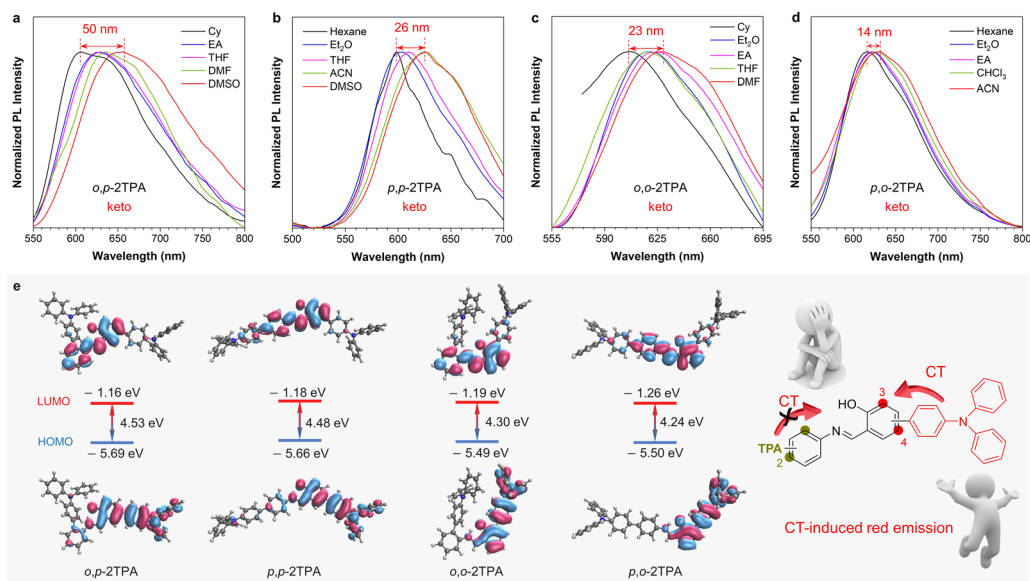 a
50 nm
Cy
EA
THF
DMF
DMSO
o,p-2TPA
keto
Normalized PL Intensity
550 600 650 700 750 800
Wavelength (nm)
b
26 nm
Hexane
Et₂O
THF
ACN
DMSO
p,p-2TPA
keto
Normalized PL Intensity
500 600 700
Wavelength (nm)
c
23 nm
Cy
Et₂O
EA
THF
DMF
o,o-2TPA
keto
Normalized PL Intensity
555 590 625 660 695
Wavelength (nm)
d
14 nm
Hexane
Et₂O
EA
CHCl₃
ACN
p,o-2TPA
keto
Normalized PL Intensity
550 600 650 700 750 800
Wavelength (nm)
e
– 1.16 eV – 1.18 eV – 1.19 eV – 1.26 eV
LUMO
4.53 eV 4.48 eV 4.30 eV 4.24 eV
HOMO
– 5.69 eV – 5.66 eV – 5.49 eV – 5.50 eV
o,p-2TPA p,p-2TPA o,o-2TPA p,o-2TPA
CT
CT
3
HO
N
4
N
TPA
2
CT-induced red emission